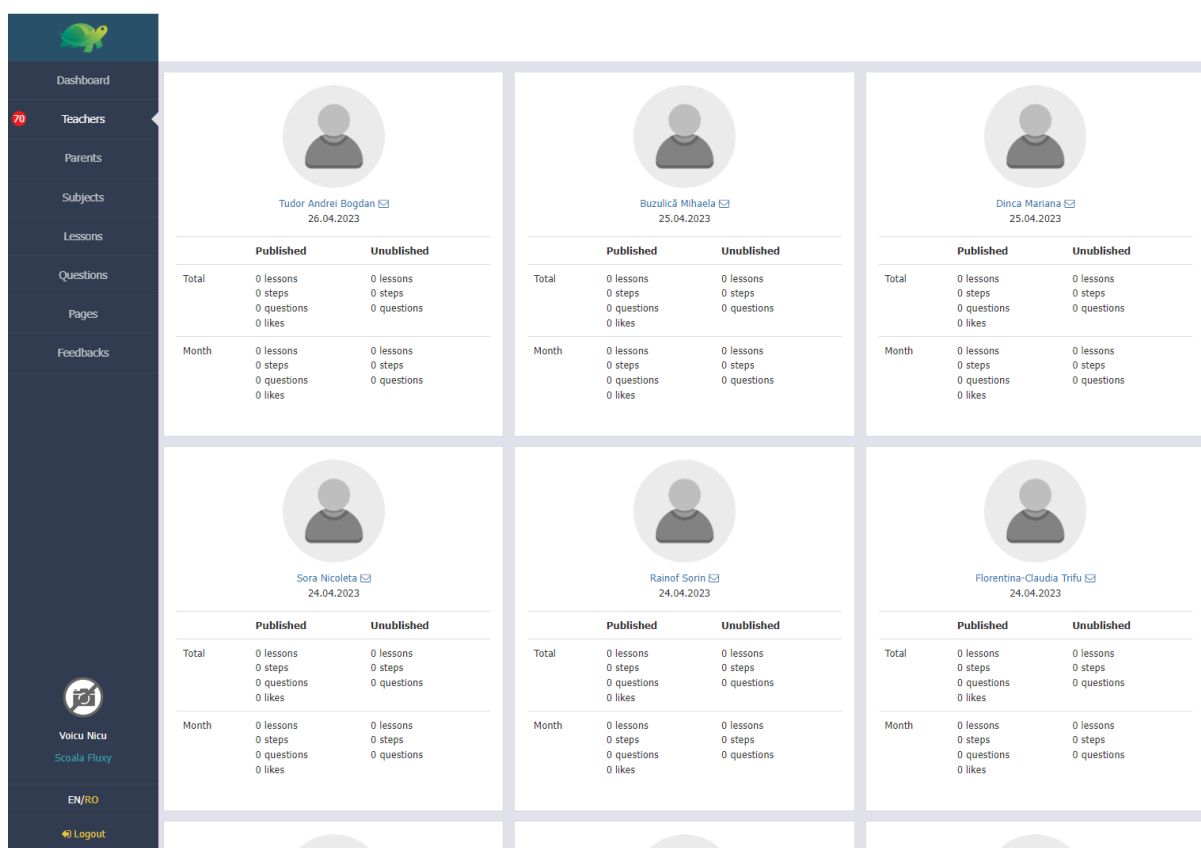 Dashboard
70 Teachers
Parents
Subjects
Lessons
Questions
Pages
Feedbacks
Voicu Nicu
Scoala Fluxy
EN/RO
Logout
Tudor Andrei Bogdan
26.04.2023
Published Unublished
Total 0 lessons 0 lessons
0 steps 0 steps
0 questions 0 questions
0 likes
Month 0 lessons 0 lessons
0 steps 0 steps
0 questions 0 questions
0 likes
Buzulică Mihaela
25.04.2023
Published Unublished
Total 0 lessons 0 lessons
0 steps 0 steps
0 questions 0 questions
0 likes
Month 0 lessons 0 lessons
0 steps 0 steps
0 questions 0 questions
0 likes
Dinca Mariana
25.04.2023
Published Unublished
Total 0 lessons 0 lessons
0 steps 0 steps
0 questions 0 questions
0 likes
Month 0 lessons 0 lessons
0 steps 0 steps
0 questions 0 questions
0 likes
Sora Nicoleta
24.04.2023
Published Unublished
Total 0 lessons 0 lessons
0 steps 0 steps
0 questions 0 questions
0 likes
Month 0 lessons 0 lessons
0 steps 0 steps
0 questions 0 questions
0 likes
Rainof Sorin
24.04.2023
Published Unublished
Total 0 lessons 0 lessons
0 steps 0 steps
0 questions 0 questions
0 likes
Month 0 lessons 0 lessons
0 steps 0 steps
0 questions 0 questions
0 likes
Florentina-Claudia Trifu
24.04.2023
Published Unublished
Total 0 lessons 0 lessons
0 steps 0 steps
0 questions 0 questions
0 likes
Month 0 lessons 0 lessons
0 steps 0 steps
0 questions 0 questions
0 likes